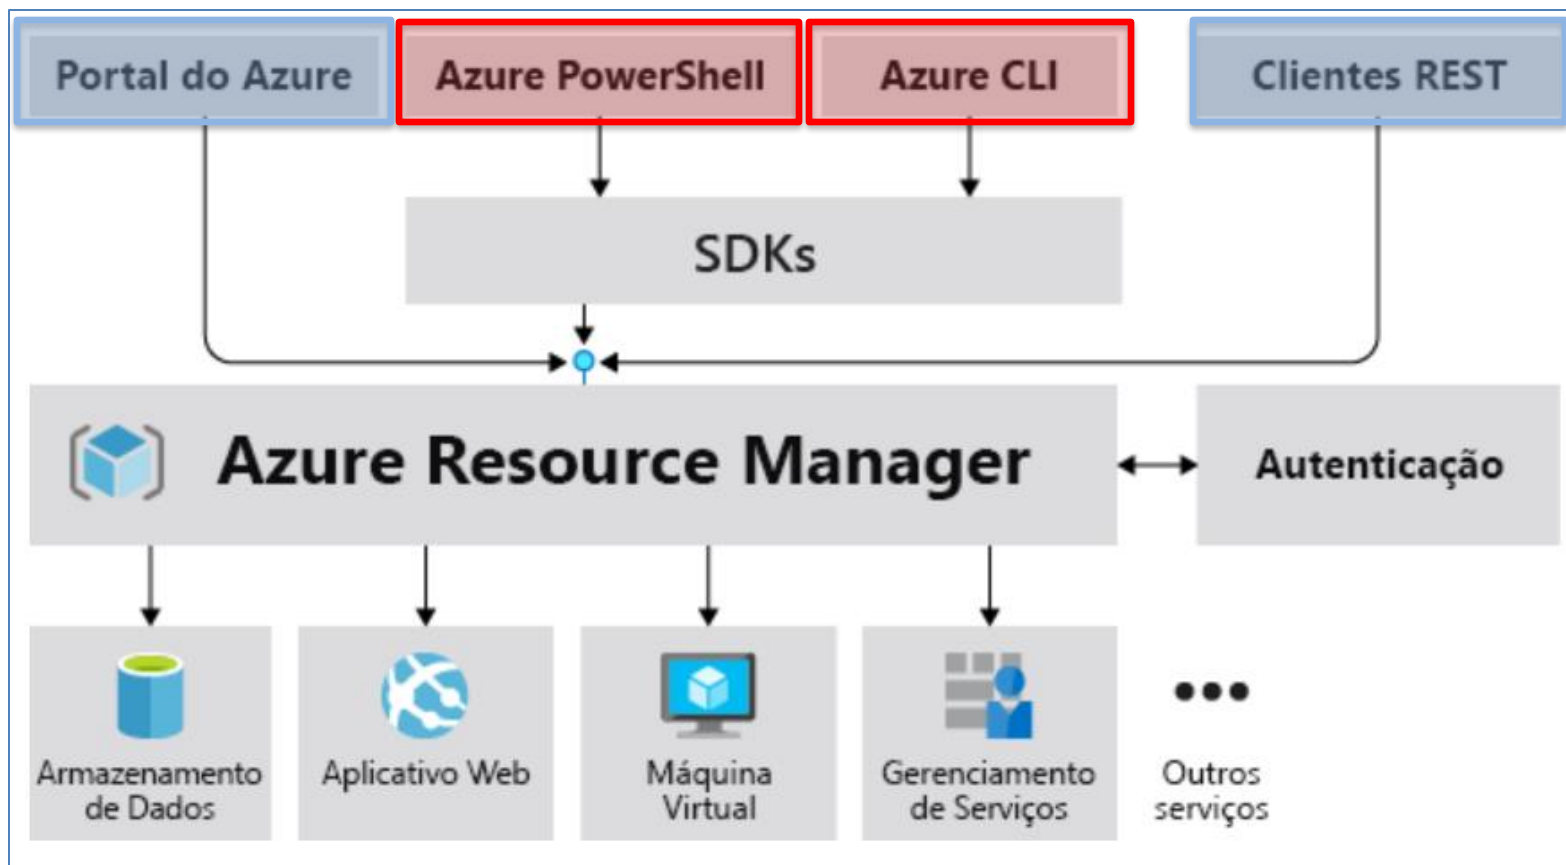 Portal do Azure
Azure PowerShell
Azure CLI
Clientes REST
SDKs
Azure Resource Manager
Autenticação
Armazenamento
de Dados
Aplicativo Web
Máquina
Virtual
Gerenciamento
de Serviços
Outros
serviços